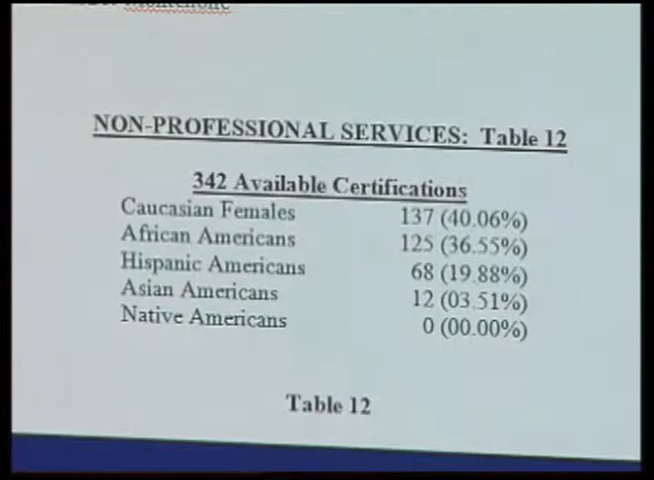 NON-PROFESSIONAL SERVICES: Table 12
342 Available Certifications
Caucasian Females 137 (40.06%)
African Americans 125 (36.55%)
Hispanic Americans 68 (19.88%)
Asian Americans 12 (03.51%)
Native Americans 0 (00.00%)
Table 12